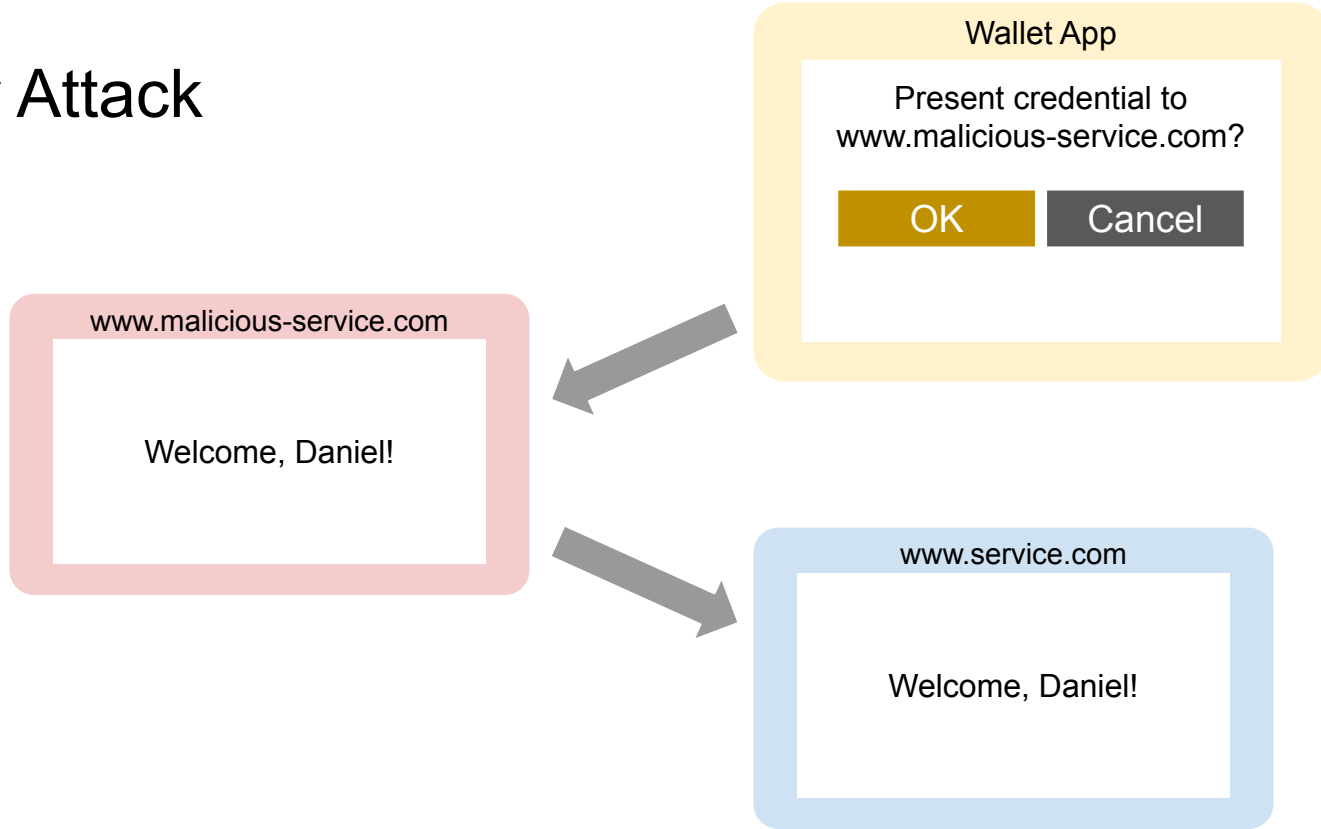 Attack
Wallet App
Present credential to
www.malicious-service.com?
OK
Cancel
www.malicious-service.com
Welcome, Daniel!
www.service.com
Welcome, Daniel!